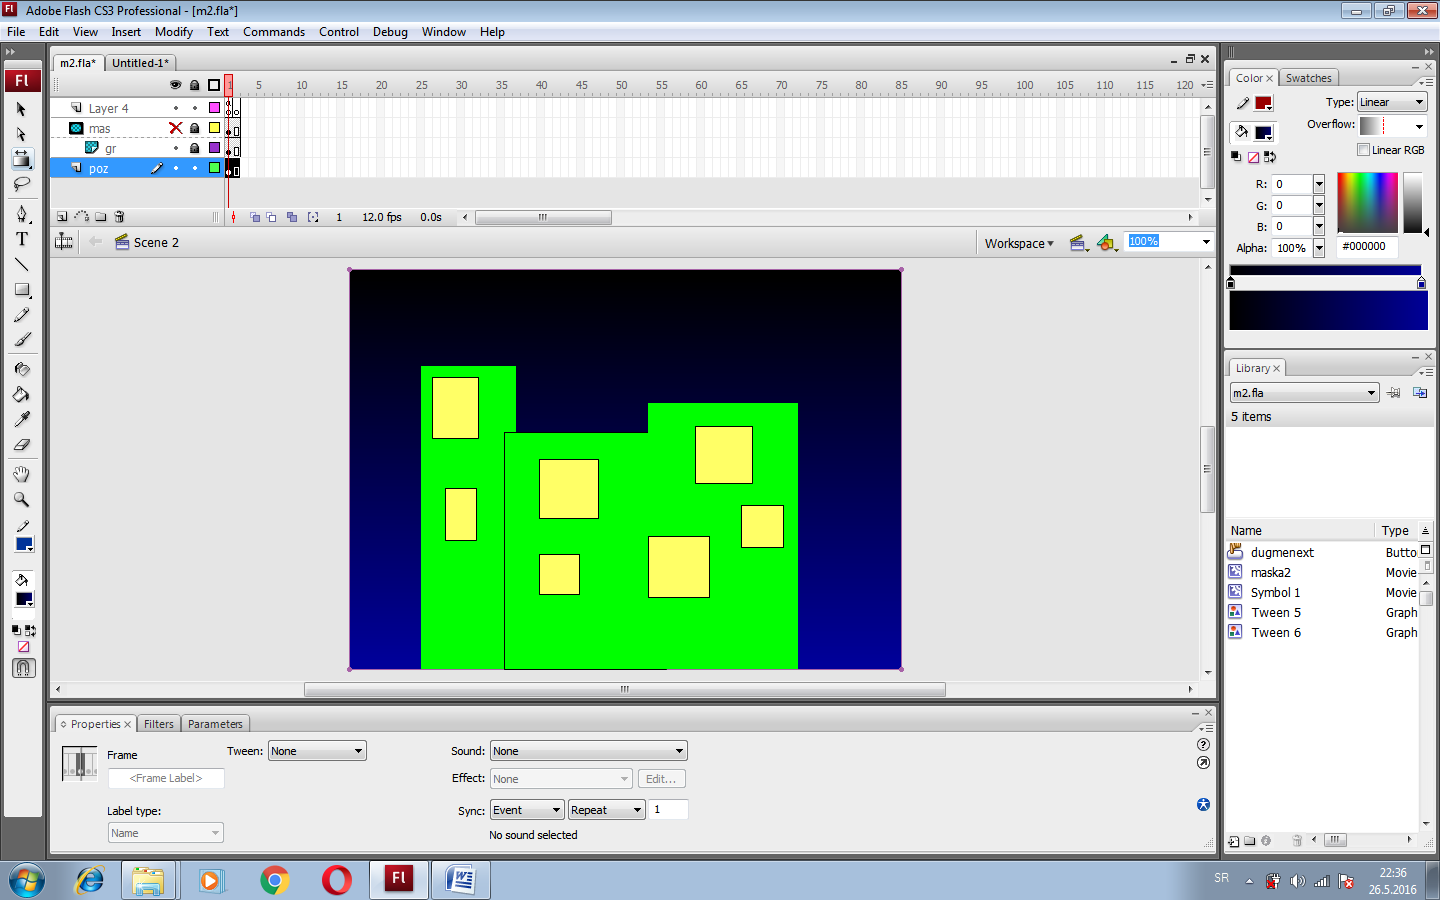 Adobe Flash CS3 Professional - [m2.fla*]
File Edit View Insert Modify Text Commands Control Debug Window Help
m2.fla* Untitled-1*
1 5 10 15 20 25 30 35 40 45 50 55 60 65 70 75 80 85 90 95 100 105 110 115 120
Layer 4
mas
gr
poz
1 12.0 fps 0.0s
Scene 2
Workspace
100%
Fl
T
Color Swatches
Type: Linear
Overflow:
Linear RGB
R: 0
G: 0
B: 0
Alpha: 100% #000000
Library
m2.fla
5 items
Name Type
dugmenext Butto
maska2 Movie
Symbol 1 Movie
Tween 5 Graph
Tween 6 Graph
Properties Filters Parameters
Frame
<Frame Label>
Label type:
Name
Tween: None
Sound: None
Effect: None Edit...
Sync: Event Repeat 1
No sound selected
Fl
W
SR
22:36
26.5.2016